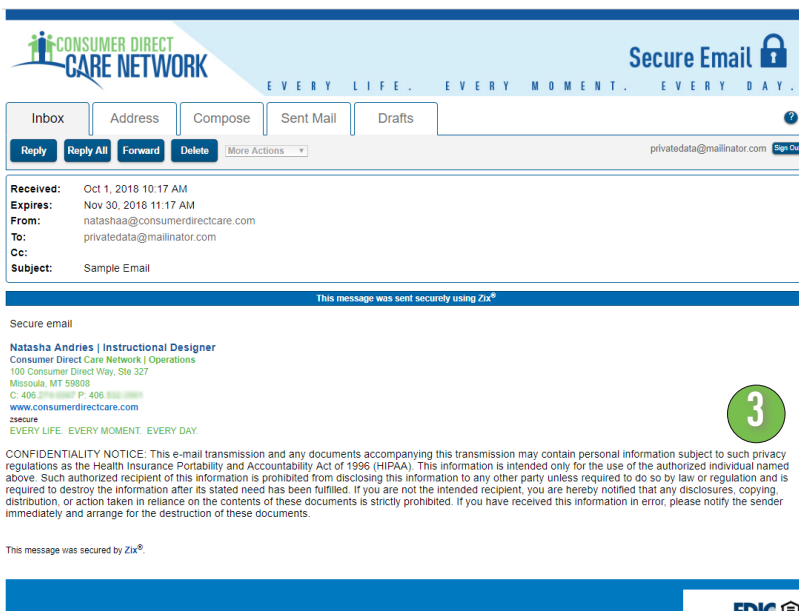 CONSUMER DIRECT
CARE NETWORK
Secure Email
EVERY LIFE. EVERY MOMENT. EVERY DAY.
Inbox Address Compose Sent Mail Drafts
?
Reply Reply All Forward Delete More Actions privatedata@mailinator.com Sign Out
Received: Oct 1, 2018 10:17 AM
Expires: Nov 30, 2018 11:17 AM
From: natashaa@consumerdirectcare.com
To: privatedata@mailinator.com
Cc:
Subject: Sample Email
This message was sent securely using Zix®
Secure email
Natasha Andries | Instructional Designer
Consumer Direct Care Network | Operations
100 Consumer Direct Way, Ste 327
Missoula, MT 59808
C: 406. P: 406.
www.consumerdirectcare.com
zsecure
EVERY LIFE. EVERY MOMENT. EVERY DAY.
3
CONFIDENTIALITY NOTICE: This e-mail transmission and any documents accompanying this transmission may contain personal information subject to such privacy
regulations as the Health Insurance Portability and Accountability Act of 1996 (HIPAA). This information is intended only for the use of the authorized individual named
above. Such authorized recipient of this information is prohibited from disclosing this information to any other party unless required to do so by law or regulation and is
required to destroy the information after its stated need has been fulfilled. If you are not the intended recipient, you are hereby notified that any disclosures, copying,
distribution, or action taken in reliance on the contents of these documents is strictly prohibited. If you have received this information in error, please notify the sender
immediately and arrange for the destruction of these documents.
This message was secured by Zix®.